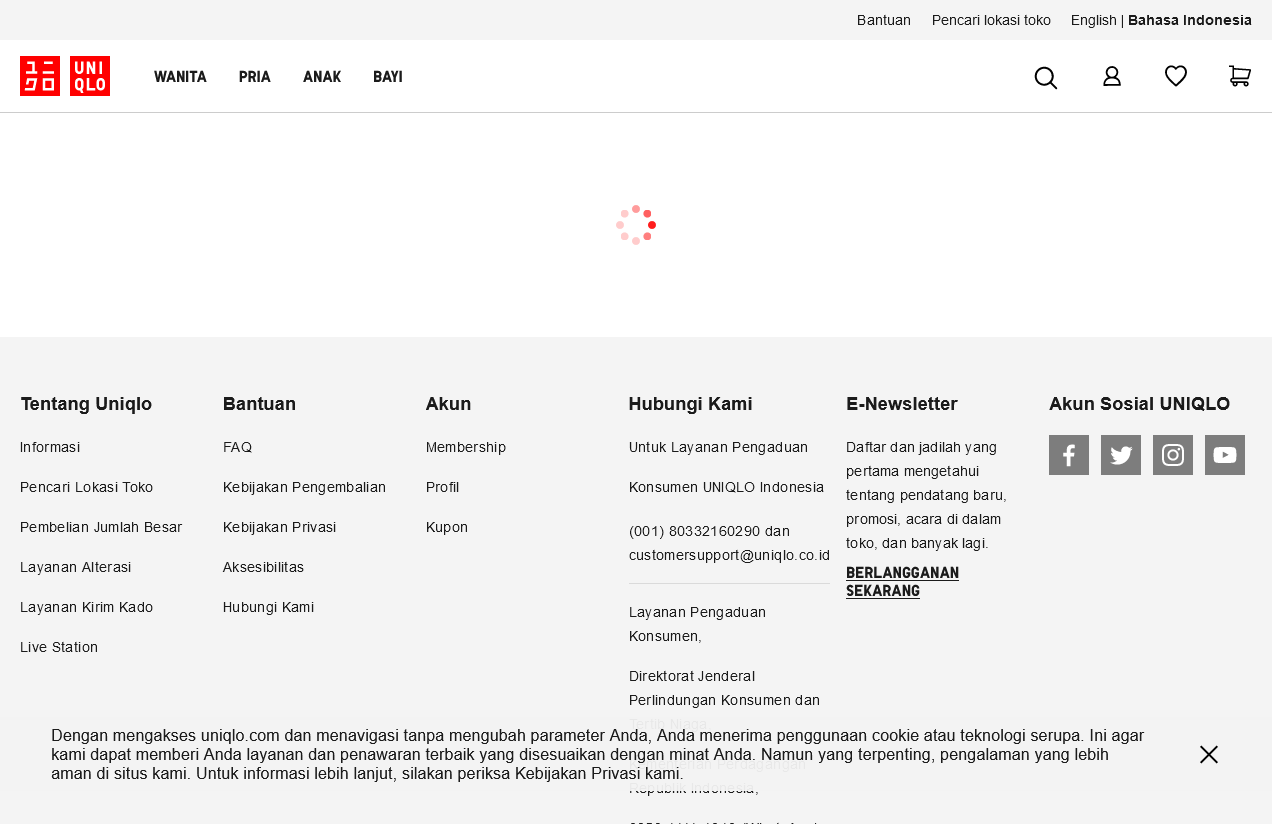 Bantuan Pencari lokasi toko English | Bahasa Indonesia
ユニ
クロ
UNI
QLO
WANITA PRIA ANAK BAYI
Tentang Uniqlo
Informasi
Pencari Lokasi Toko
Pembelian Jumlah Besar
Layanan Alterasi
Layanan Kirim Kado
Live Station
Bantuan
FAQ
Kebijakan Pengembalian
Kebijakan Privasi
Aksesibilitas
Hubungi Kami
Akun
Membership
Profil
Kupon
Hubungi Kami
Untuk Layanan Pengaduan
Konsumen UNIQLO Indonesia
(001) 80332160290 dan
customersupport@uniqlo.co.id
Layanan Pengaduan
Konsumen,
Direktorat Jenderal
Perlindungan Konsumen dan
Tertib Niaga
Republik Indonesia,
E-Newsletter
Daftar dan jadilah yang
pertama mengetahui
tentang pendatang baru,
promosi, acara di dalam
toko, dan banyak lagi.
BERLANGGANAN
SEKARANG
Akun Sosial UNIQLO
Dengan mengakses uniqlo.com dan menavigasi tanpa mengubah parameter Anda, Anda menerima penggunaan cookie atau teknologi serupa. Ini agar
kami dapat memberi Anda layanan dan penawaran terbaik yang disesuaikan dengan minat Anda. Namun yang terpenting, pengalaman yang lebih
aman di situs kami. Untuk informasi lebih lanjut, silakan periksa Kebijakan Privasi kami.